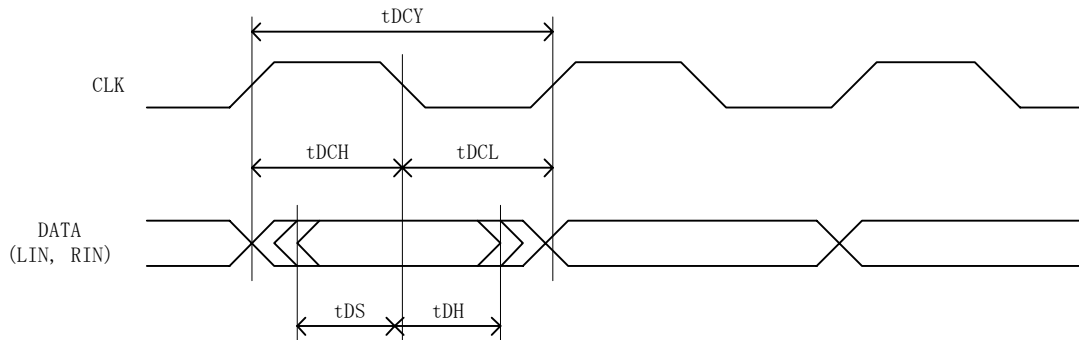 tDCY
CLK
tDCH
tDCL
DATA
(LIN, RIN)
tDS
tDH